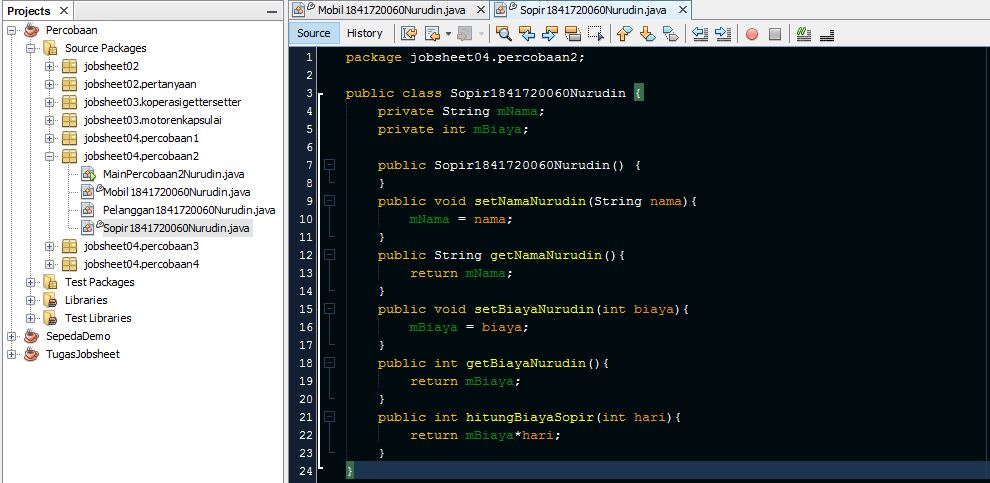 Projects
Percobaan
Source Packages
jobsheet02
jobsheet02.pertanyaan
jobsheet03.koperasigettersetter
jobsheet03.motorenkapsulai
jobsheet04.percobaan1
jobsheet04.percobaan2
MainPercobaan2Nurudin.java
Mobil1841720060Nurudin.java
Pelanggan1841720060Nurudin.java
Sopir1841720060Nurudin.java
jobsheet04.percobaan3
jobsheet04.percobaan4
Test Packages
Libraries
Test Libraries
SepedaDemo
TugasJobsheet
Mobil1841720060Nurudin.java
Sopir1841720060Nurudin.java
Source History
1 package jobsheet04.percobaan2;
2
3 public class Sopir1841720060Nurudin {
4 private String mNama;
5 private int mBiaya;
6
7 public Sopir1841720060Nurudin() {
8 }
9 public void setNamaNurudin(String nama){
10 mNama = nama;
11 }
12 public String getNamaNurudin(){
13 return mNama;
14 }
15 public void setBiayaNurudin(int biaya){
16 mBiaya = biaya;
17 }
18 public int getBiayaNurudin(){
19 return mBiaya;
20 }
21 public int hitungBiayaSopir(int hari){
22 return mBiaya*hari;
23 }
24 }